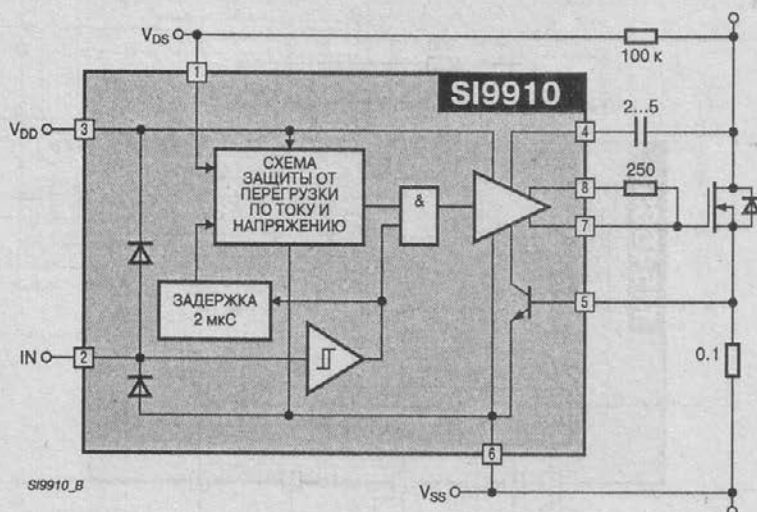 V_DS
100 к
1
SI9910
2...5
V_DD
3
4
СХЕМА
ЗАЩИТЫ ОТ
ПЕРЕГРУЗКИ
ПО ТОКУ И
НАПРЯЖЕНИЮ
&
8
250
7
ЗАДЕРЖКА
2 мкС
5
IN
2
0.1
6
SI9910_B
V_SS